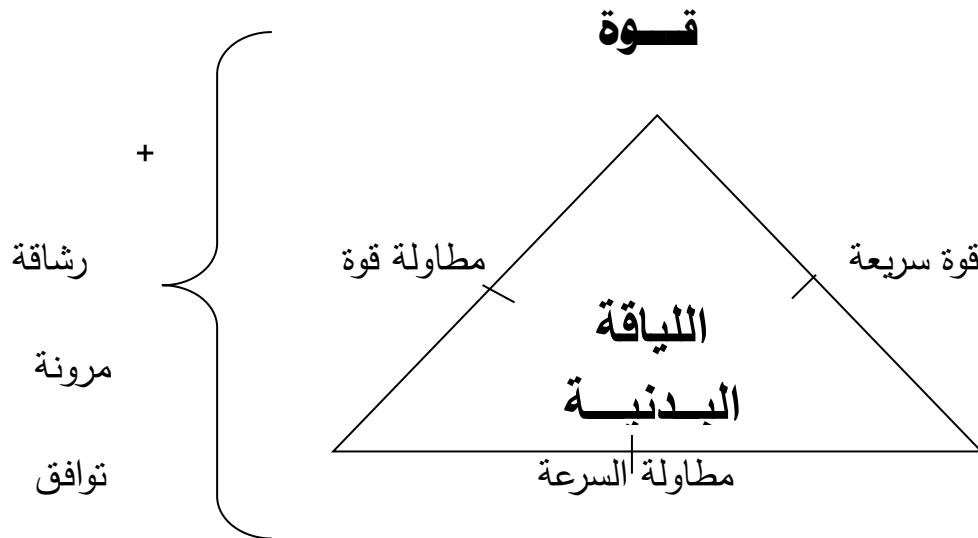 قــوة
+
قوة سريعة
مطاولة قوة
رشاقة
اللياقة
البـدنيــة
مرونة
مطاولة السرعة
توافق